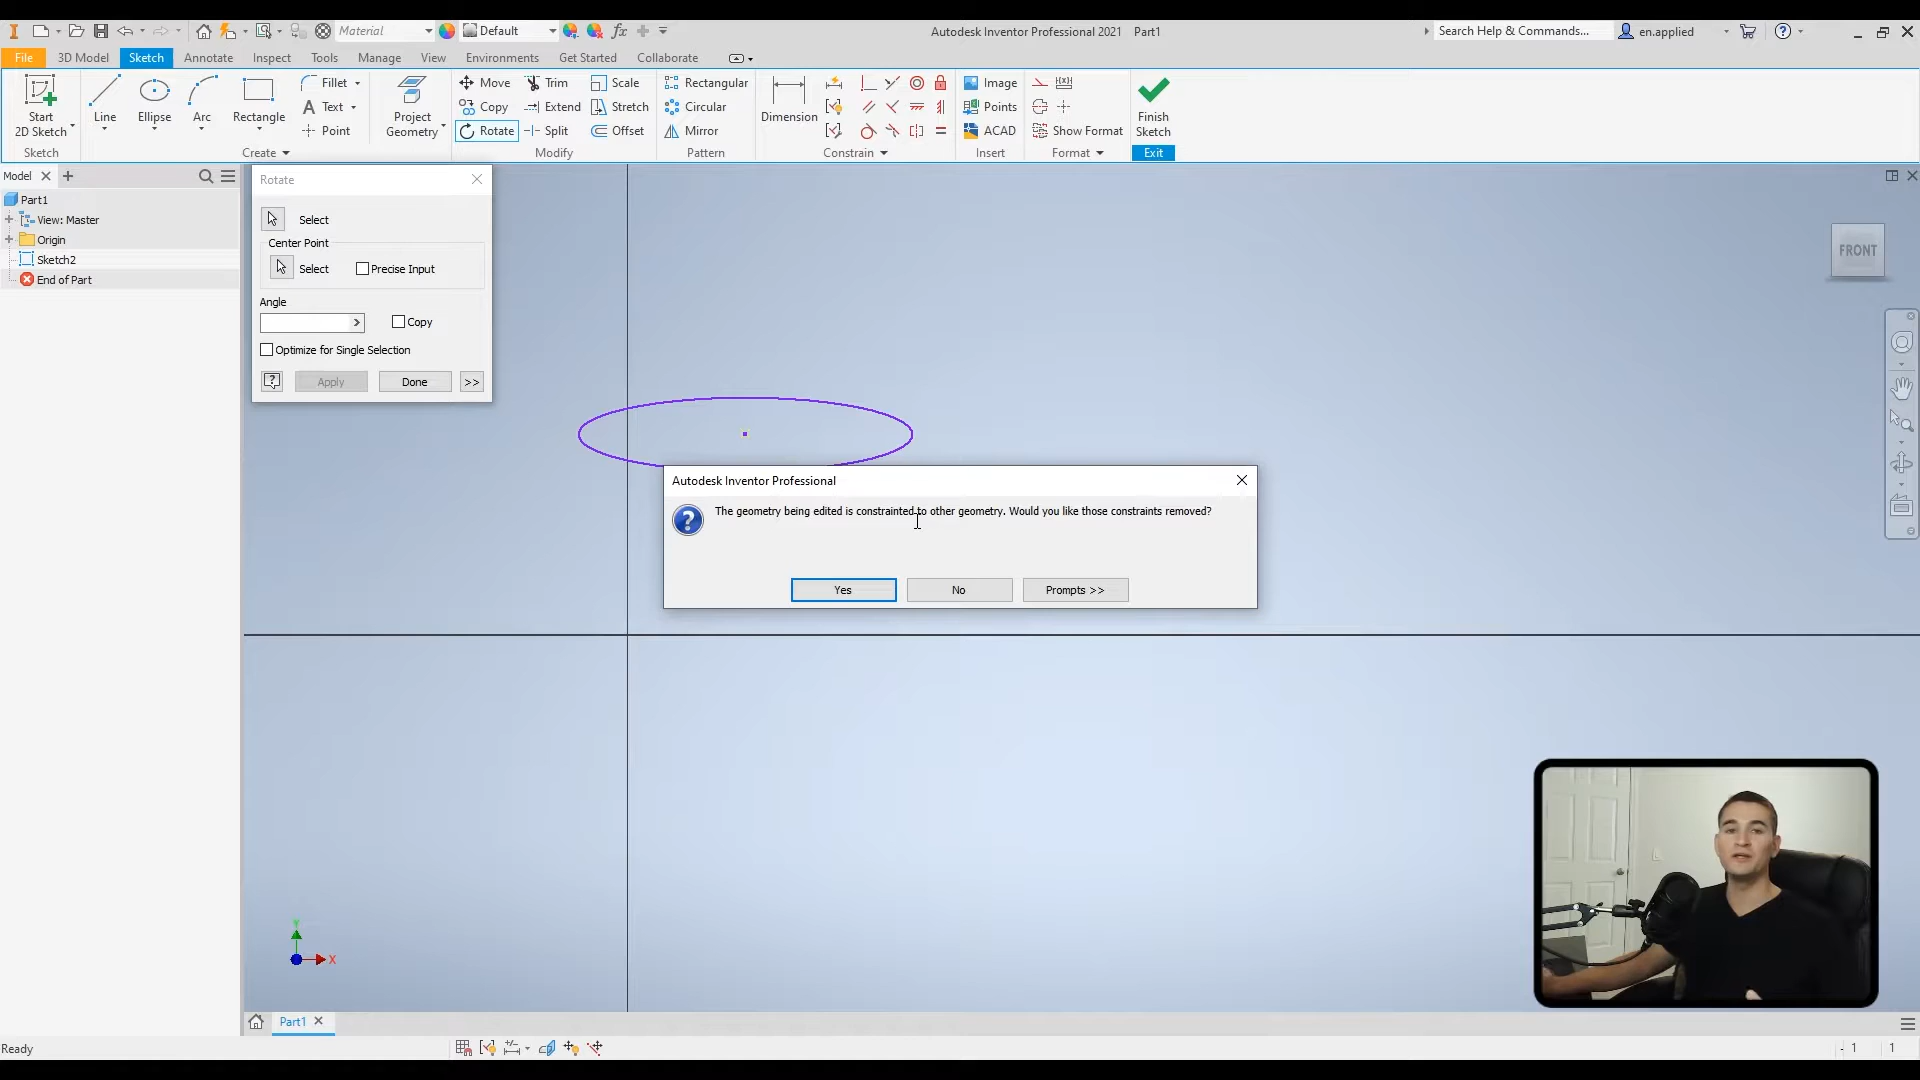 Material
Default
Autodesk Inventor Professional 2021 Part1
Search Help & Commands...
en.applied
File 3D Model Sketch Annotate Inspect Tools Manage View Environments Get Started Collaborate
Start
2D Sketch
Line
Ellipse
Arc
Rectangle
Fillet
Text
Point
Project
Geometry
Move
Copy
Rotate
Trim
Extend
Split
Scale
Stretch
Offset
Rectangular
Circular
Mirror
Dimension
Image
Points
ACAD
Show Format
Finish
Sketch
Sketch Create Modify Pattern Constrain Insert Format Exit
Model
Part1
View: Master
Origin
Sketch2
End of Part
Rotate
Select
Center Point
Select Precise Input
Angle
Copy
Optimize for Single Selection
Apply Done >>
FRONT
Autodesk Inventor Professional
The geometry being edited is constrainted to other geometry. Would you like those constraints removed?
Yes No Prompts >>
Y
X
Part1
Ready
1 1